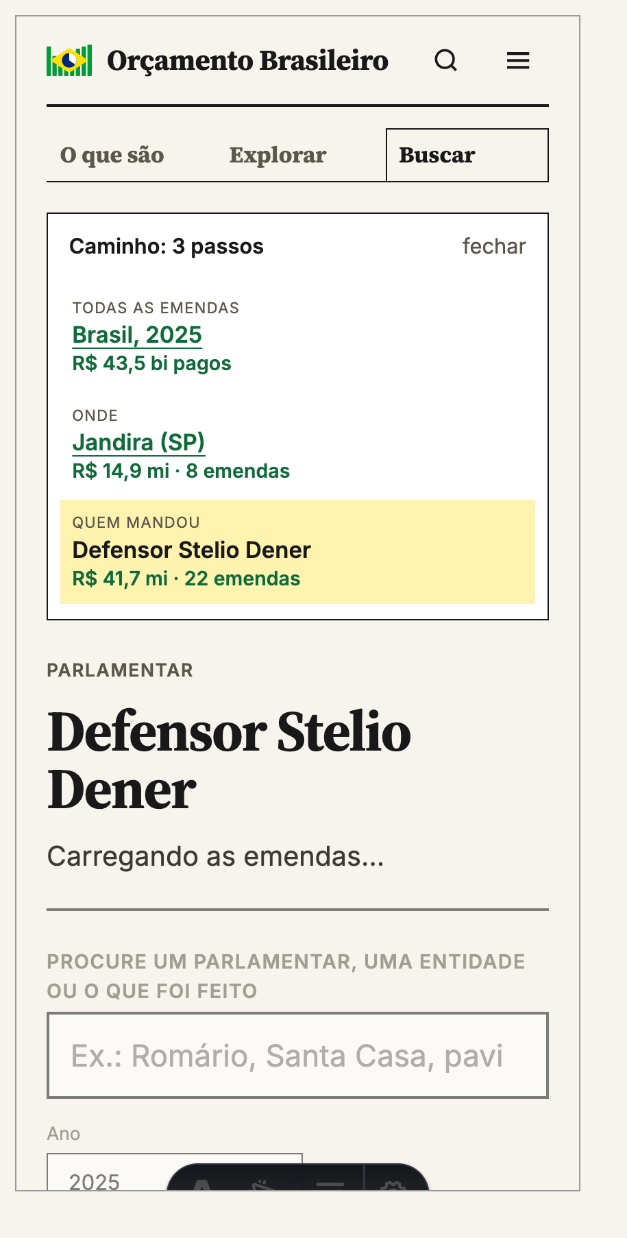 Orçamento Brasileiro
O que são
Explorar
Buscar
Caminho: 3 passos
fechar
TODAS AS EMENDAS
Brasil, 2025
R$ 43,5 bi pagos
ONDE
Jandira (SP)
R$ 14,9 mi · 8 emendas
QUEM MANDOU
Defensor Stelio Dener
R$ 41,7 mi · 22 emendas
PARLAMENTAR
Defensor Stelio
Dener
Carregando as emendas...
PROCURE UM PARLAMENTAR, UMA ENTIDADE
OU O QUE FOI FEITO
Ex.: Romário, Santa Casa, pavi
Ano
2025